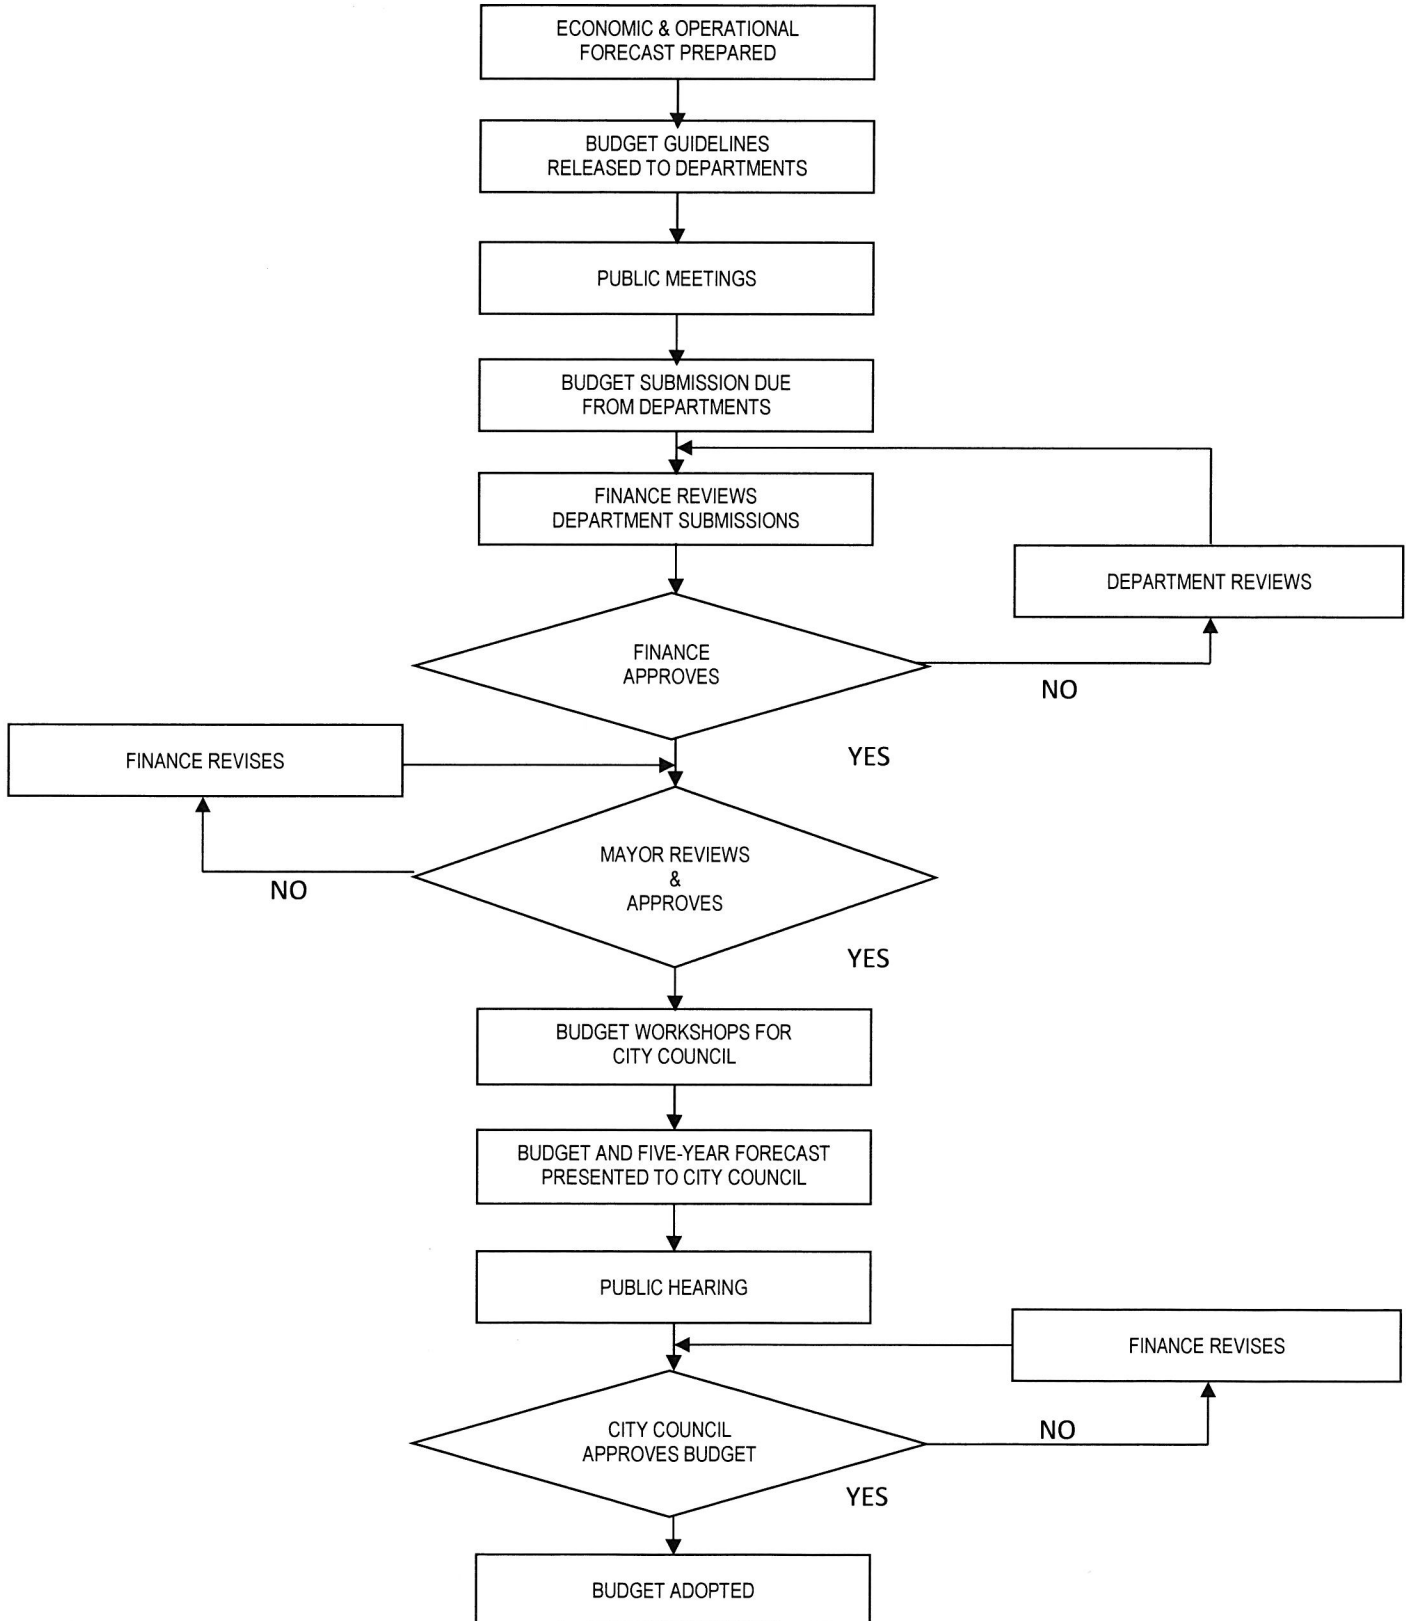 ECONOMIC & OPERATIONAL
FORECAST PREPARED
BUDGET GUIDELINES
RELEASED TO DEPARTMENTS
PUBLIC MEETINGS
BUDGET SUBMISSION DUE
FROM DEPARTMENTS
FINANCE REVIEWS
DEPARTMENT SUBMISSIONS
DEPARTMENT REVIEWS
FINANCE
APPROVES
NO
YES
FINANCE REVISES
MAYOR REVIEWS
&
APPROVES
NO
YES
BUDGET WORKSHOPS FOR
CITY COUNCIL
BUDGET AND FIVE-YEAR FORECAST
PRESENTED TO CITY COUNCIL
PUBLIC HEARING
FINANCE REVISES
CITY COUNCIL
APPROVES BUDGET
NO
YES
BUDGET ADOPTED